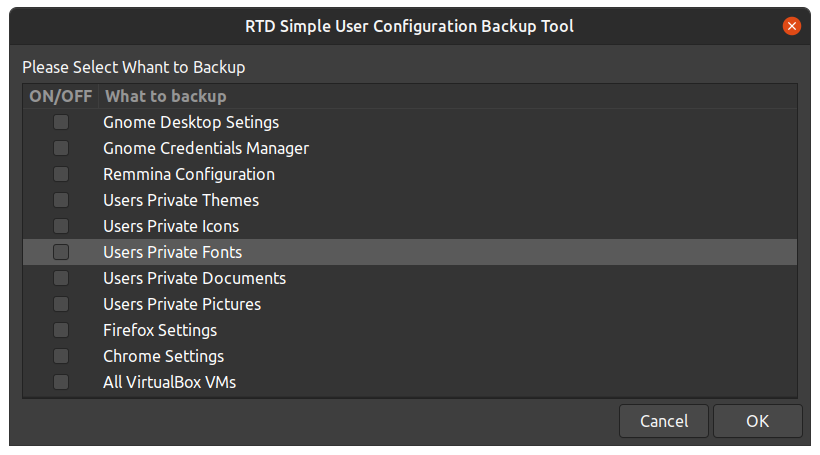 RTD Simple User Configuration Backup Tool
Please Select Whant to Backup
ON/OFF What to backup
Gnome Desktop Setings
Gnome Credentials Manager
Remmina Configuration
Users Private Themes
Users Private Icons
Users Private Fonts
Users Private Documents
Users Private Pictures
Firefox Settings
Chrome Settings
All VirtualBox VMs
Cancel OK